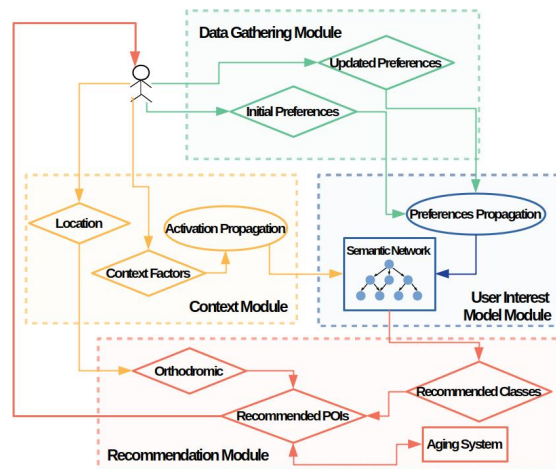 Data Gathering Module
Updated Preferences
Initial Preferences
Location
Activation Propagation
Context Factors
Context Module
Preferences Propagation
Semantic Network
User Interest
Model Module
Orthodromic
Recommended Classes
Recommended POIs
Aging System
Recommendation Module